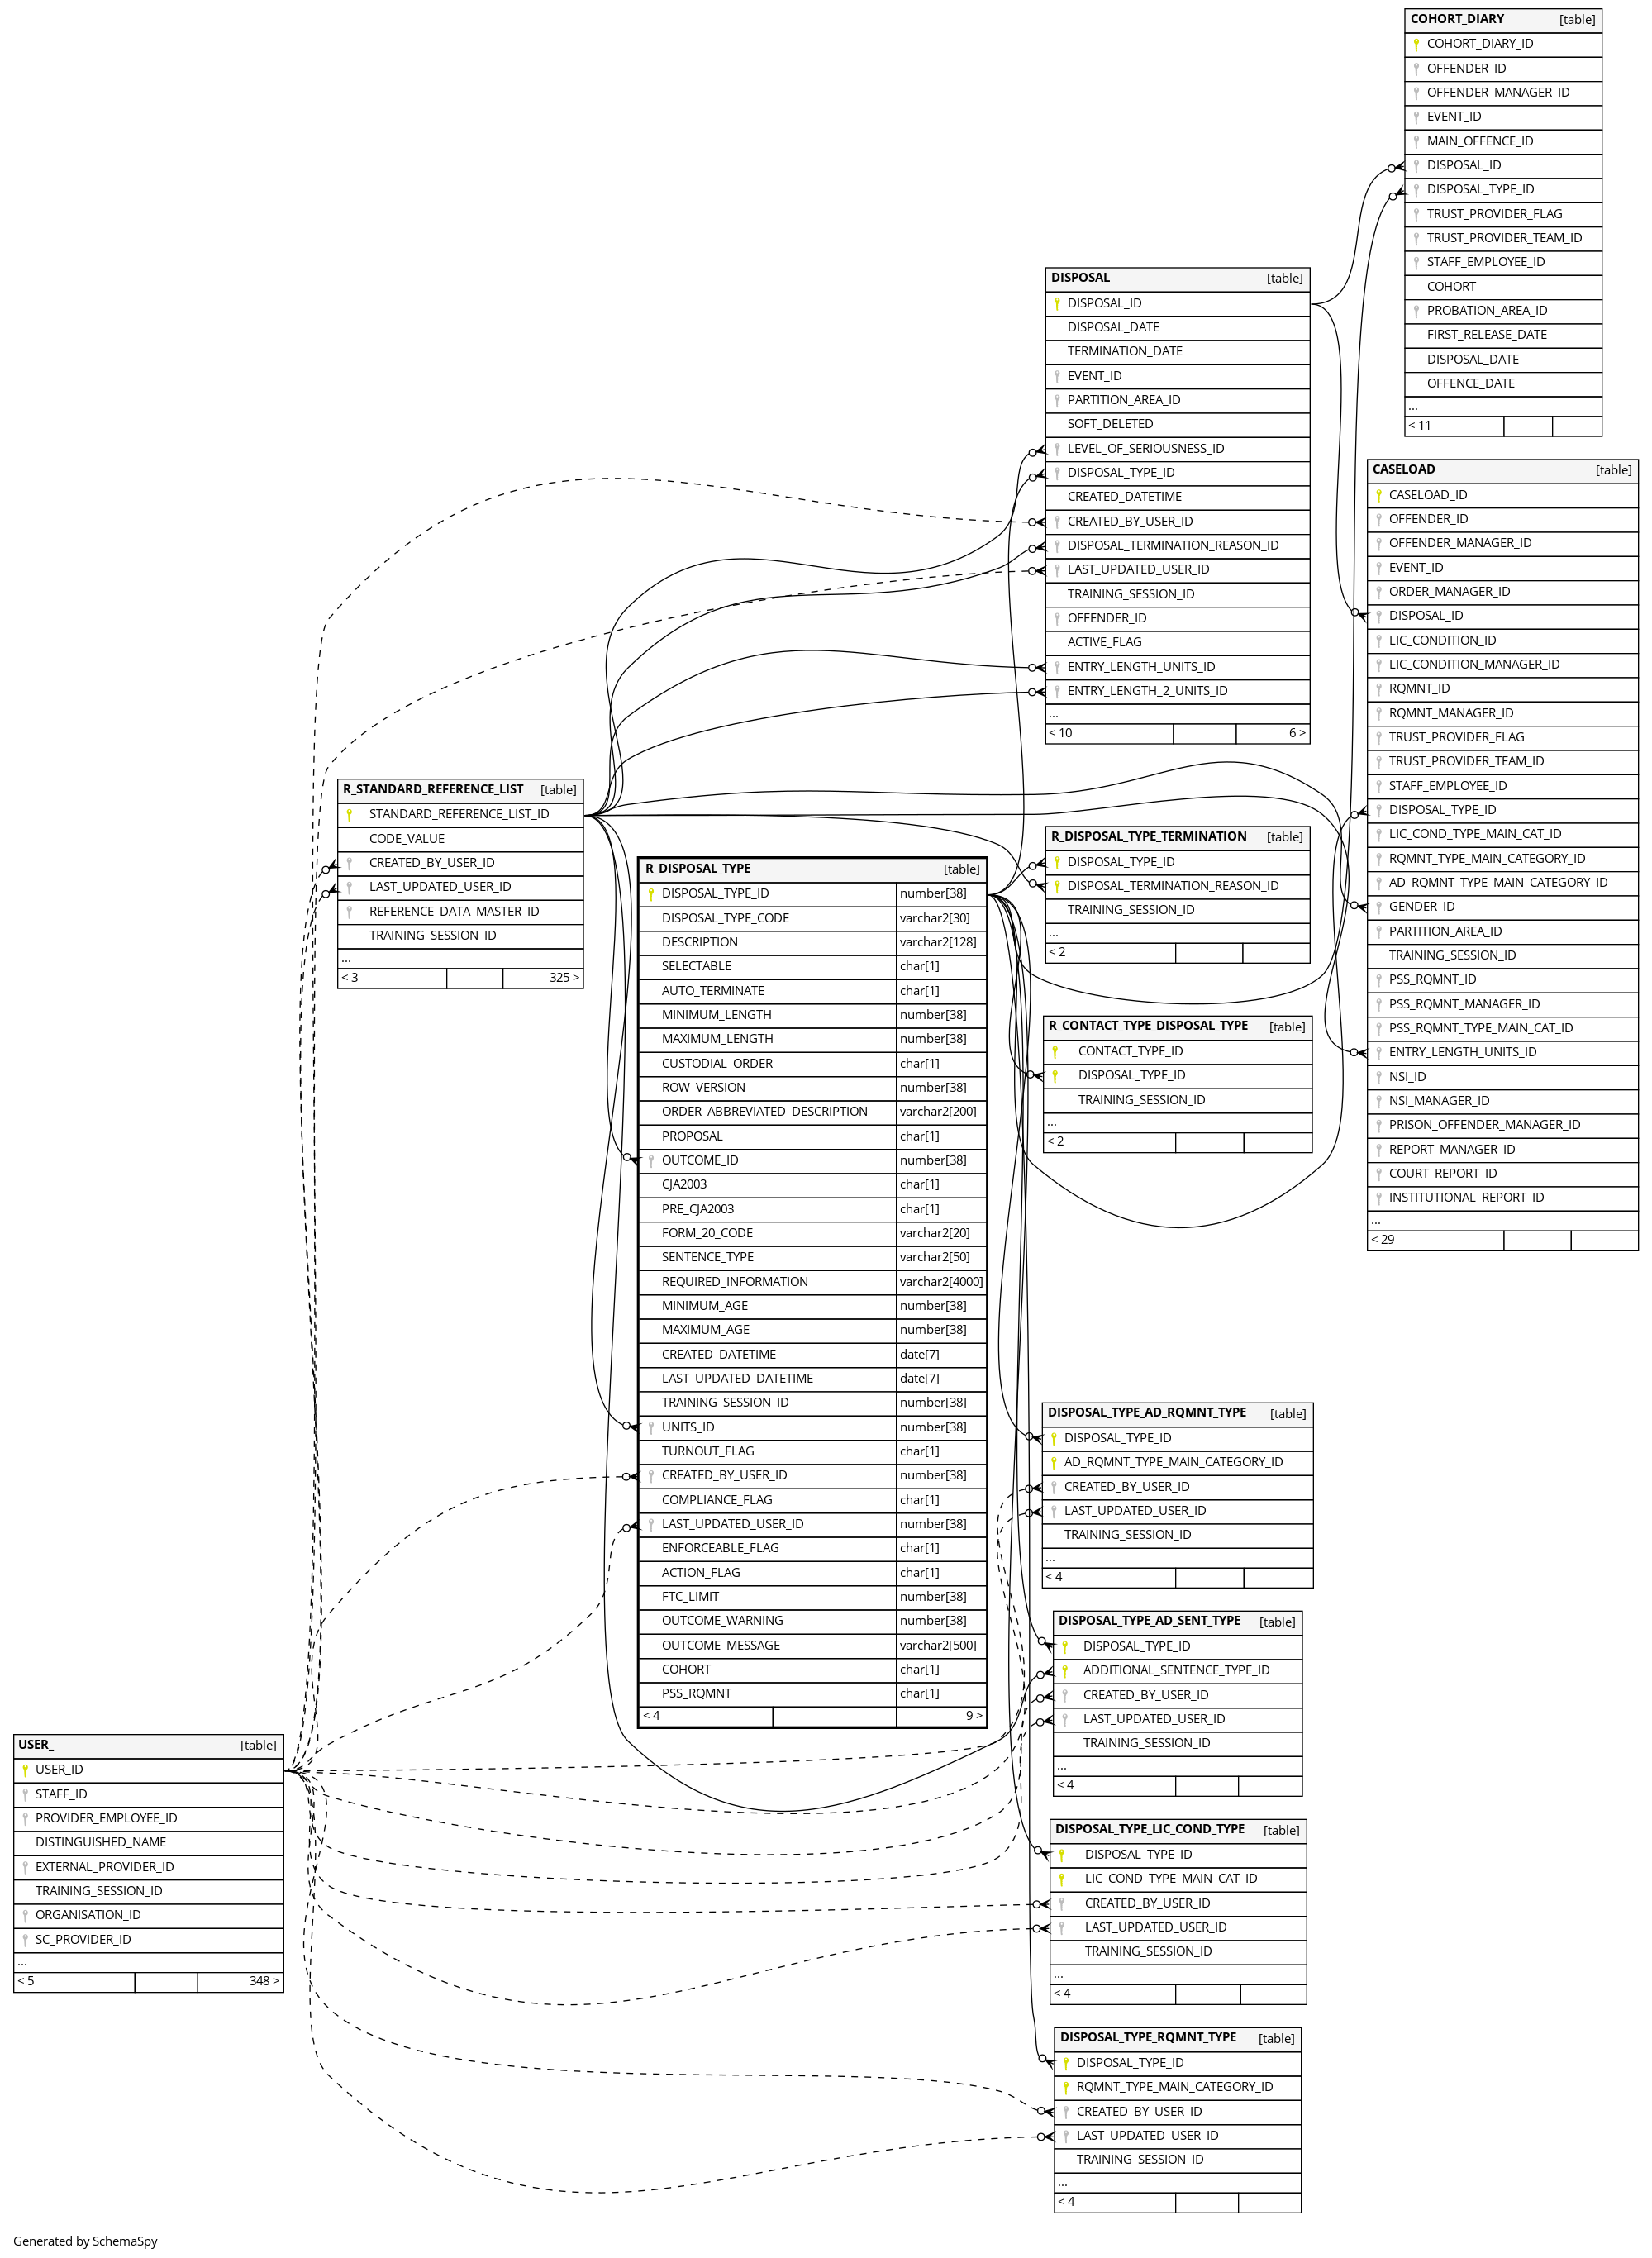 COHORT_DIARY [table]
COHORT_DIARY_ID
OFFENDER_ID
OFFENDER_MANAGER_ID
EVENT_ID
MAIN_OFFENCE_ID
DISPOSAL_ID
DISPOSAL_TYPE_ID
TRUST_PROVIDER_FLAG
TRUST_PROVIDER_TEAM_ID
STAFF_EMPLOYEE_ID
COHORT
PROBATION_AREA_ID
FIRST_RELEASE_DATE
DISPOSAL_DATE
OFFENCE_DATE
...
< 11
DISPOSAL [table]
DISPOSAL_ID
DISPOSAL_DATE
TERMINATION_DATE
EVENT_ID
PARTITION_AREA_ID
SOFT_DELETED
LEVEL_OF_SERIOUSNESS_ID
DISPOSAL_TYPE_ID
CREATED_DATETIME
CREATED_BY_USER_ID
DISPOSAL_TERMINATION_REASON_ID
LAST_UPDATED_USER_ID
TRAINING_SESSION_ID
OFFENDER_ID
ACTIVE_FLAG
ENTRY_LENGTH_UNITS_ID
ENTRY_LENGTH_2_UNITS_ID
...
< 10 6 >
CASELOAD [table]
CASELOAD_ID
OFFENDER_ID
OFFENDER_MANAGER_ID
EVENT_ID
ORDER_MANAGER_ID
DISPOSAL_ID
LIC_CONDITION_ID
LIC_CONDITION_MANAGER_ID
RQMNT_ID
RQMNT_MANAGER_ID
TRUST_PROVIDER_FLAG
TRUST_PROVIDER_TEAM_ID
STAFF_EMPLOYEE_ID
DISPOSAL_TYPE_ID
LIC_COND_TYPE_MAIN_CAT_ID
RQMNT_TYPE_MAIN_CATEGORY_ID
AD_RQMNT_TYPE_MAIN_CATEGORY_ID
GENDER_ID
PARTITION_AREA_ID
TRAINING_SESSION_ID
PSS_RQMNT_ID
PSS_RQMNT_MANAGER_ID
PSS_RQMNT_TYPE_MAIN_CAT_ID
ENTRY_LENGTH_UNITS_ID
NSI_ID
NSI_MANAGER_ID
PRISON_OFFENDER_MANAGER_ID
REPORT_MANAGER_ID
COURT_REPORT_ID
INSTITUTIONAL_REPORT_ID
...
< 29
R_STANDARD_REFERENCE_LIST [table]
STANDARD_REFERENCE_LIST_ID
CODE_VALUE
CREATED_BY_USER_ID
LAST_UPDATED_USER_ID
REFERENCE_DATA_MASTER_ID
TRAINING_SESSION_ID
...
< 3 325 >
R_DISPOSAL_TYPE [table]
DISPOSAL_TYPE_ID number[38]
DISPOSAL_TYPE_CODE varchar2[30]
DESCRIPTION varchar2[128]
SELECTABLE char[1]
AUTO_TERMINATE char[1]
MINIMUM_LENGTH number[38]
MAXIMUM_LENGTH number[38]
CUSTODIAL_ORDER char[1]
ROW_VERSION number[38]
ORDER_ABBREVIATED_DESCRIPTION varchar2[200]
PROPOSAL char[1]
OUTCOME_ID number[38]
CJA2003 char[1]
PRE_CJA2003 char[1]
FORM_20_CODE varchar2[20]
SENTENCE_TYPE varchar2[50]
REQUIRED_INFORMATION varchar2[4000]
MINIMUM_AGE number[38]
MAXIMUM_AGE number[38]
CREATED_DATETIME date[7]
LAST_UPDATED_DATETIME date[7]
TRAINING_SESSION_ID number[38]
UNITS_ID number[38]
TURNOUT_FLAG char[1]
CREATED_BY_USER_ID number[38]
COMPLIANCE_FLAG char[1]
LAST_UPDATED_USER_ID number[38]
ENFORCEABLE_FLAG char[1]
ACTION_FLAG char[1]
FTC_LIMIT number[38]
OUTCOME_WARNING number[38]
OUTCOME_MESSAGE varchar2[500]
COHORT char[1]
PSS_RQMNT char[1]
< 4 9 >
R_DISPOSAL_TYPE_TERMINATION [table]
DISPOSAL_TYPE_ID
DISPOSAL_TERMINATION_REASON_ID
TRAINING_SESSION_ID
...
< 2
R_CONTACT_TYPE_DISPOSAL_TYPE [table]
CONTACT_TYPE_ID
DISPOSAL_TYPE_ID
TRAINING_SESSION_ID
...
< 2
DISPOSAL_TYPE_AD_RQMNT_TYPE [table]
DISPOSAL_TYPE_ID
AD_RQMNT_TYPE_MAIN_CATEGORY_ID
CREATED_BY_USER_ID
LAST_UPDATED_USER_ID
TRAINING_SESSION_ID
...
< 4
DISPOSAL_TYPE_AD_SENT_TYPE [table]
DISPOSAL_TYPE_ID
ADDITIONAL_SENTENCE_TYPE_ID
CREATED_BY_USER_ID
LAST_UPDATED_USER_ID
TRAINING_SESSION_ID
...
< 4
USER_ [table]
USER_ID
STAFF_ID
PROVIDER_EMPLOYEE_ID
DISTINGUISHED_NAME
EXTERNAL_PROVIDER_ID
TRAINING_SESSION_ID
ORGANISATION_ID
SC_PROVIDER_ID
...
< 5 348 >
DISPOSAL_TYPE_LIC_COND_TYPE [table]
DISPOSAL_TYPE_ID
LIC_COND_TYPE_MAIN_CAT_ID
CREATED_BY_USER_ID
LAST_UPDATED_USER_ID
TRAINING_SESSION_ID
...
< 4
DISPOSAL_TYPE_RQMNT_TYPE [table]
DISPOSAL_TYPE_ID
RQMNT_TYPE_MAIN_CATEGORY_ID
CREATED_BY_USER_ID
LAST_UPDATED_USER_ID
TRAINING_SESSION_ID
...
< 4
Generated by SchemaSpy